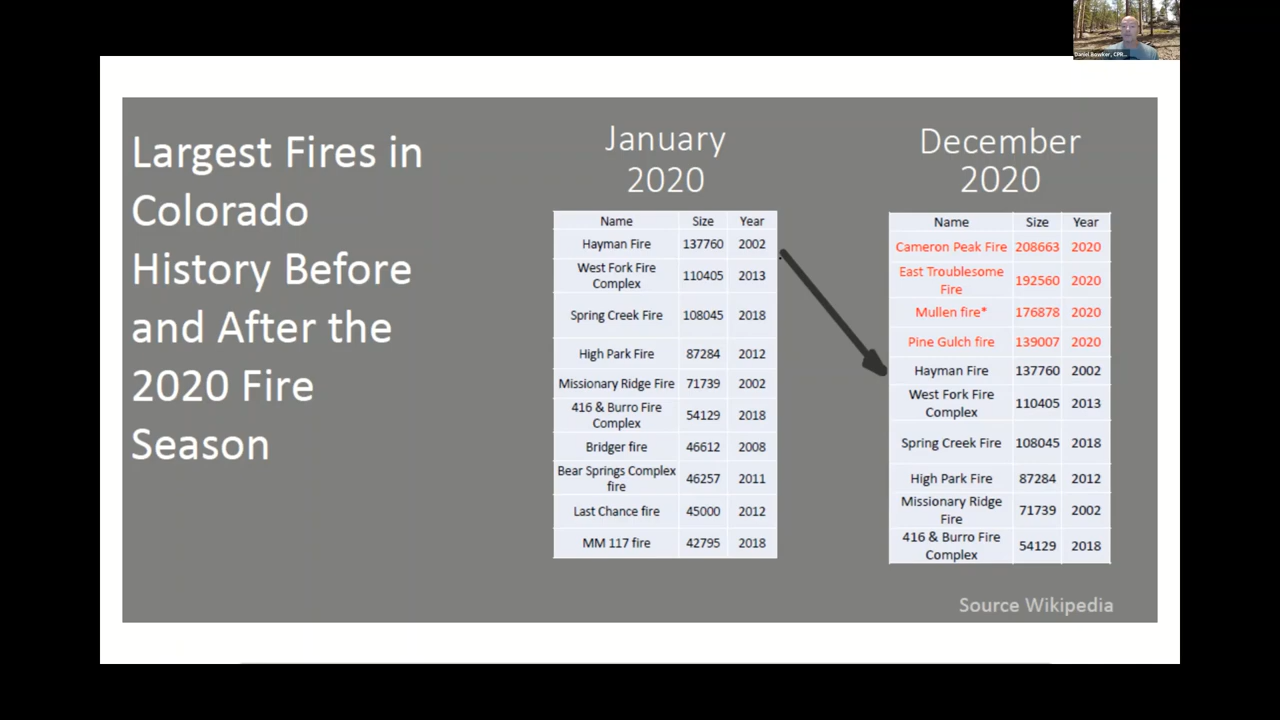 Daniel Bowker, CPR...
Largest Fires in
Colorado
History Before
and After the
2020 Fire
Season
January
2020
Name Size Year
Hayman Fire 137760 2002
West Fork Fire
Complex 110405 2013
Spring Creek Fire 108045 2018
High Park Fire 87284 2012
Missionary Ridge Fire 71739 2002
416 & Burro Fire
Complex 54129 2018
Bridger fire 46612 2008
Bear Springs Complex
fire 46257 2011
Last Chance fire 45000 2012
MM 117 fire 42795 2018
December
2020
Name Size Year
Cameron Peak Fire 208663 2020
East Troublesome
Fire 192560 2020
Mullen fire* 176878 2020
Pine Gulch fire 139007 2020
Hayman Fire 137760 2002
West Fork Fire
Complex 110405 2013
Spring Creek Fire 108045 2018
High Park Fire 87284 2012
Missionary Ridge
Fire 71739 2002
416 & Burro Fire
Complex 54129 2018
Source Wikipedia